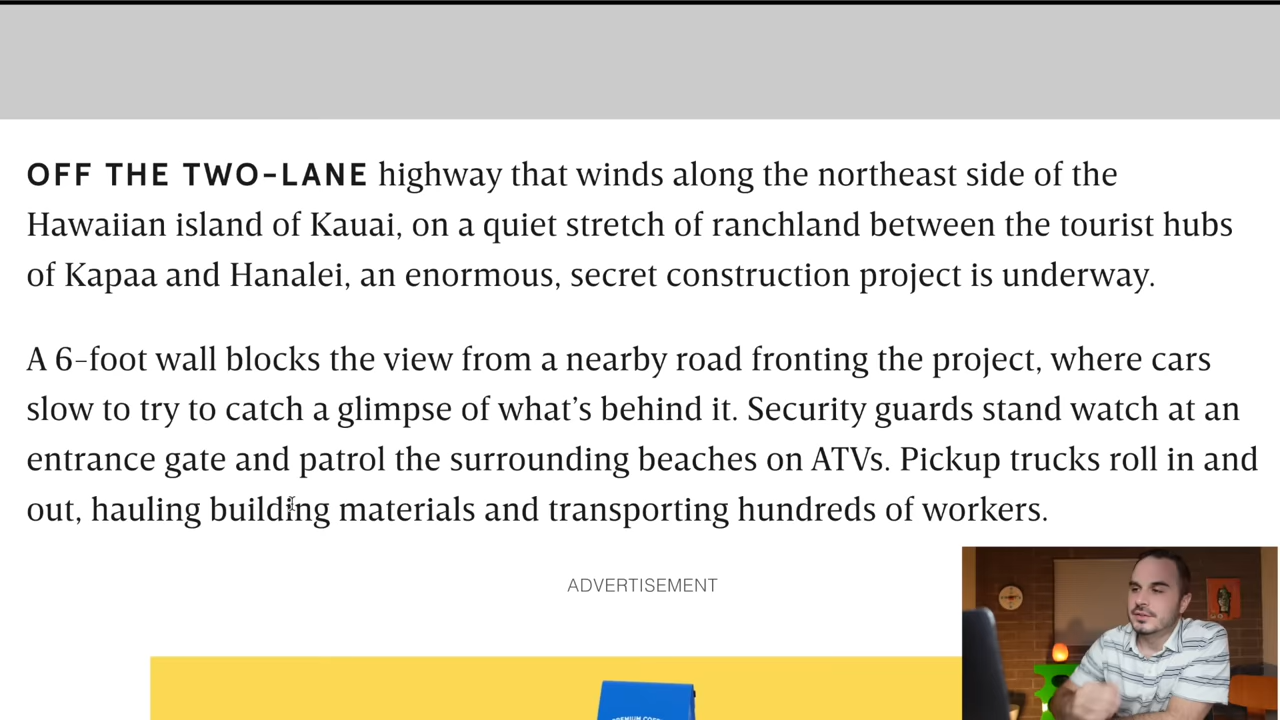 OFF THE TWO-LANE highway that winds along the northeast side of the
Hawaiian island of Kauai, on a quiet stretch of ranchland between the tourist hubs
of Kapaa and Hanalei, an enormous, secret construction project is underway.
A 6-foot wall blocks the view from a nearby road fronting the project, where cars
slow to try to catch a glimpse of what’s behind it. Security guards stand watch at an
entrance gate and patrol the surrounding beaches on ATVs. Pickup trucks roll in and
out, hauling building materials and transporting hundreds of workers.
ADVERTISEMENT
PREMIUM